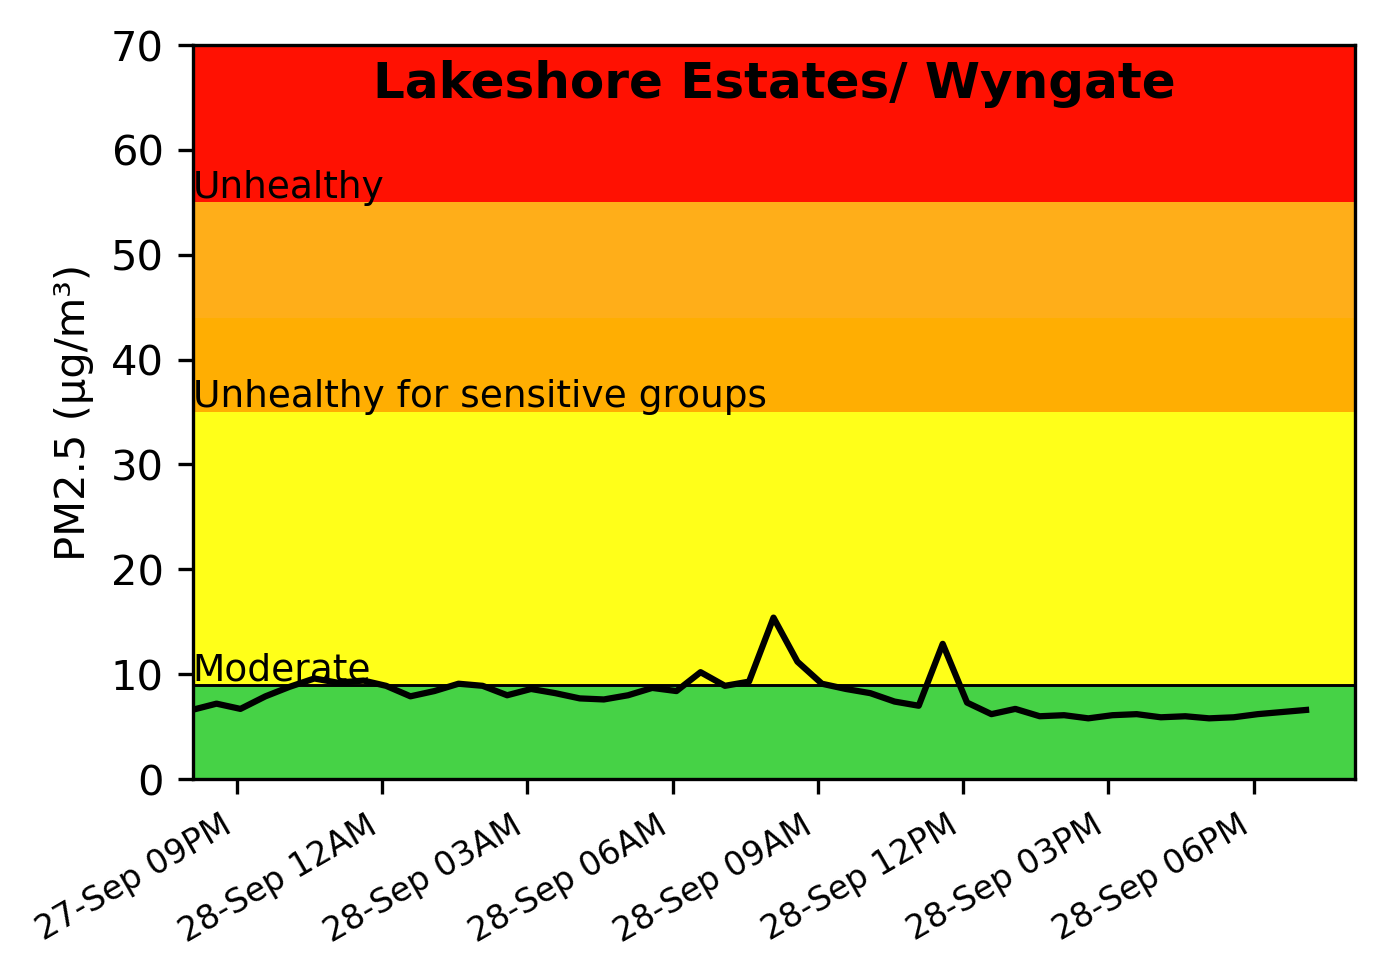 Lakeshore Estates/ Wyngate
70
60
50
40
30
20
10
0
PM2.5 (µg/m³)
Unhealthy
Unhealthy for sensitive groups
Moderate
27-Sep 09PM
28-Sep 12AM
28-Sep 03AM
28-Sep 06AM
28-Sep 09AM
28-Sep 12PM
28-Sep 03PM
28-Sep 06PM